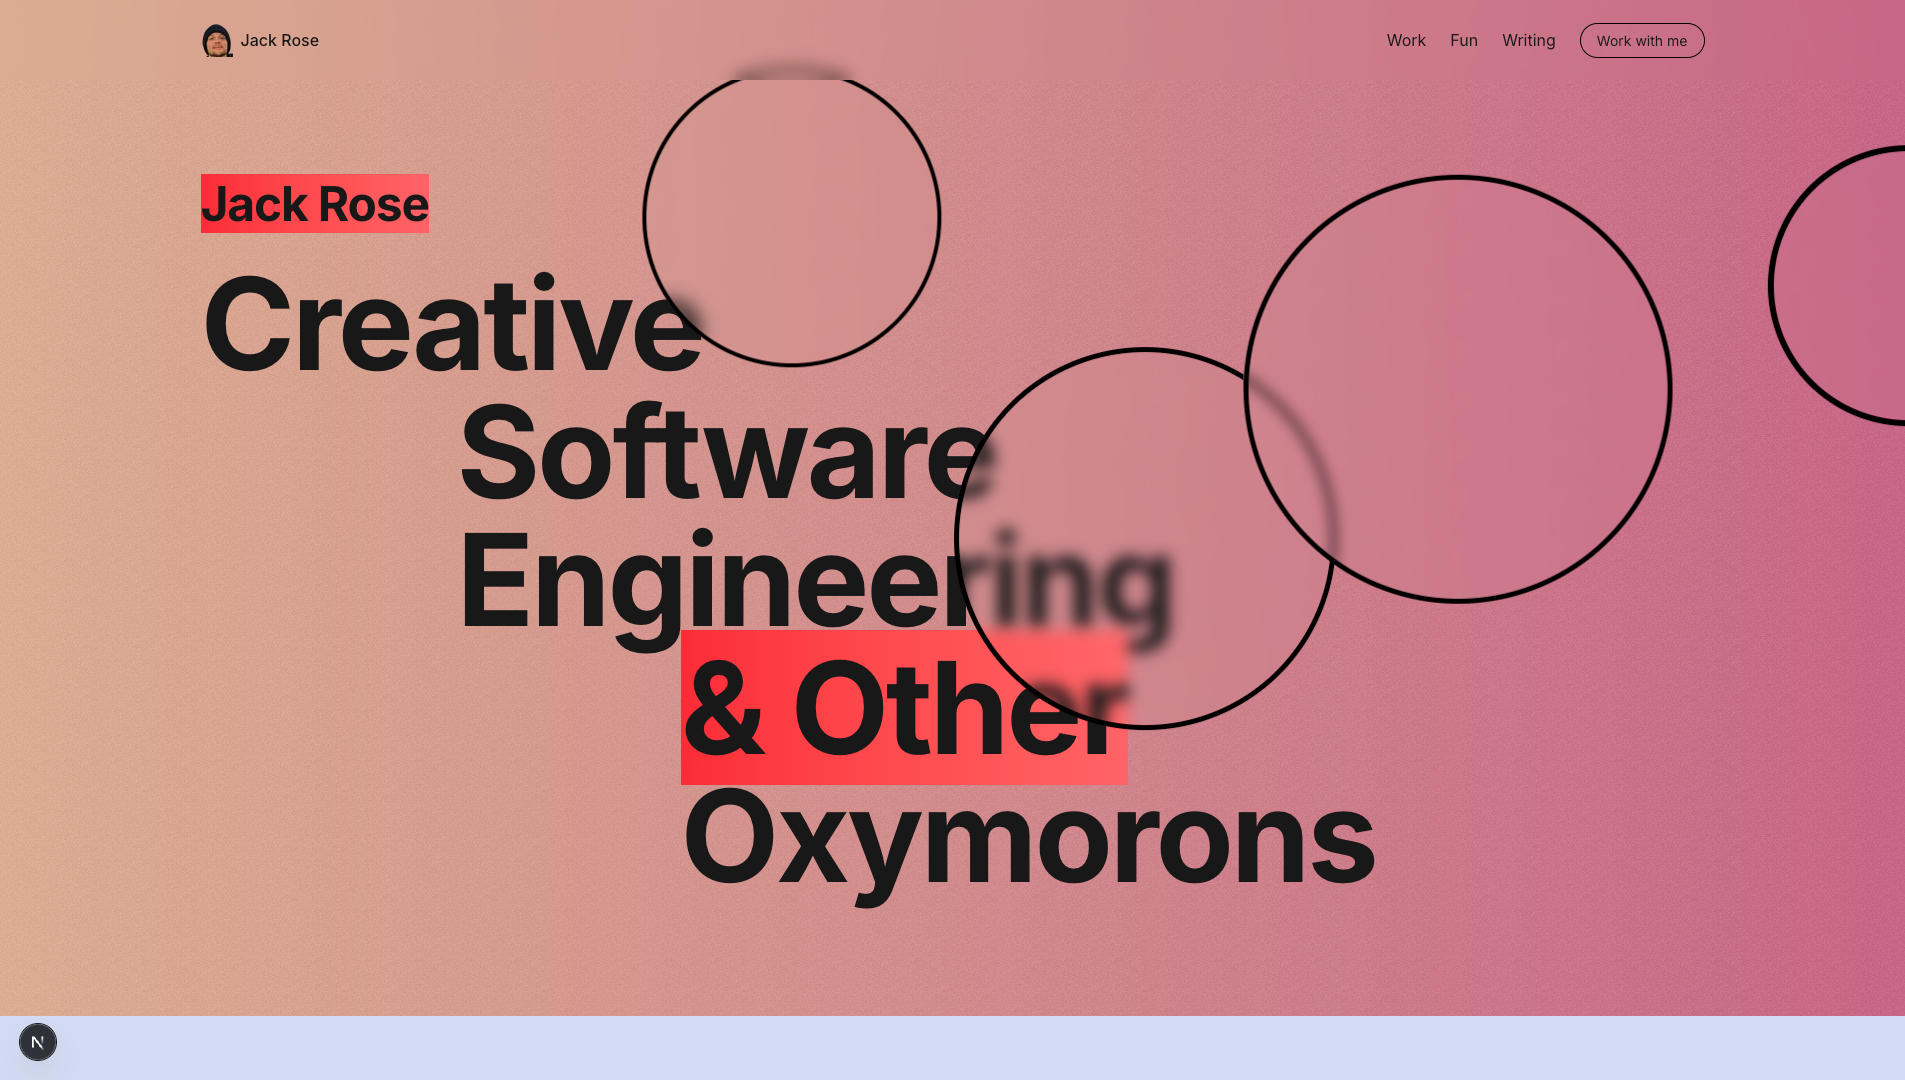 Jack Rose
Work Fun Writing Work with me
Jack Rose
Creative
Software
Engineering
& Other
Oxymorons
N